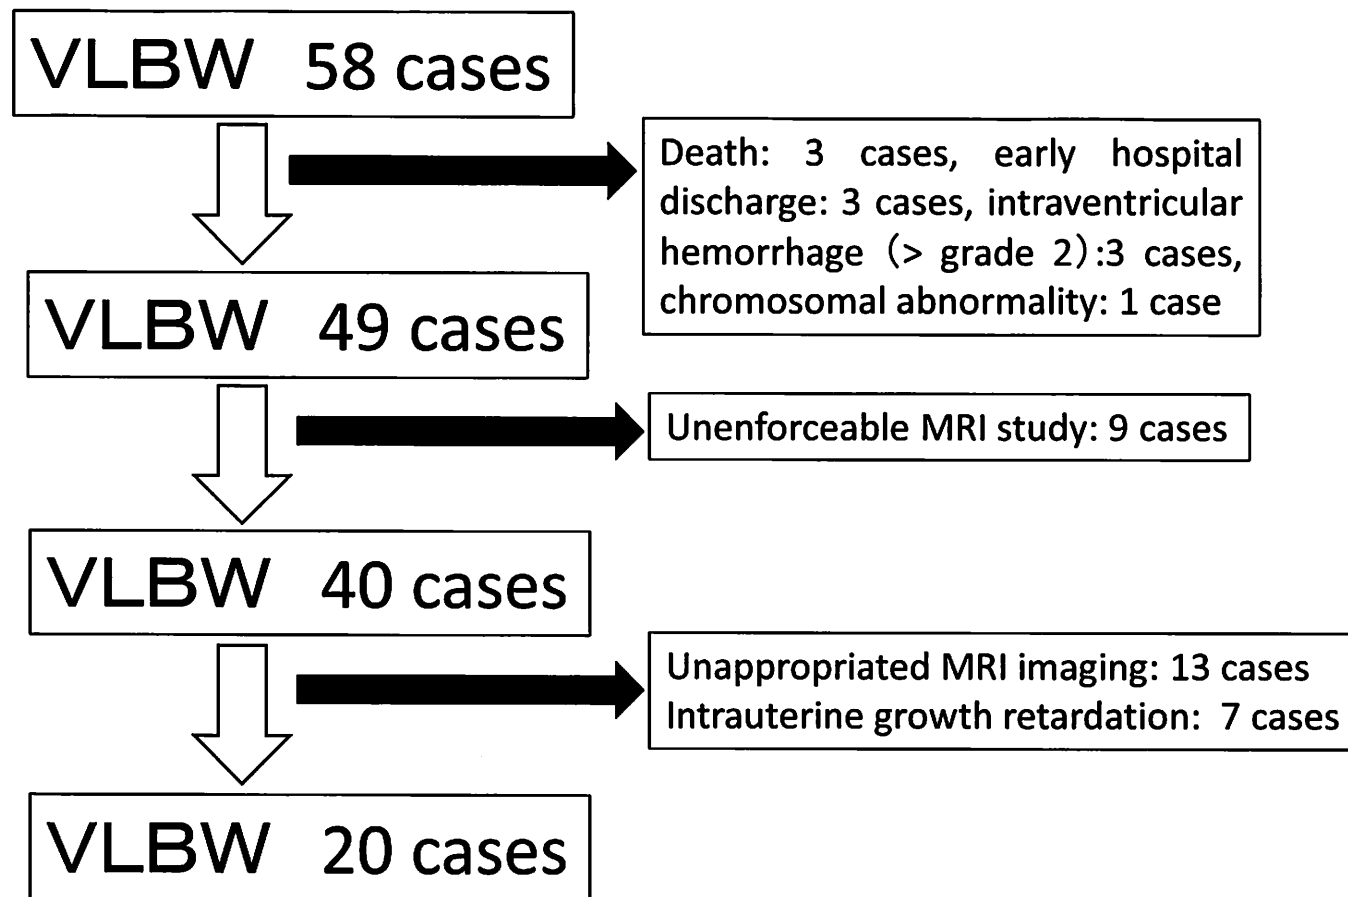 VLBW 58 cases
Death: 3 cases, early hospital
discharge: 3 cases, intraventricular
hemorrhage (> grade 2):3 cases,
chromosomal abnormality: 1 case
VLBW 49 cases
Unenforceable MRI study: 9 cases
VLBW 40 cases
Unappropriated MRI imaging: 13 cases
Intrauterine growth retardation: 7 cases
VLBW 20 cases